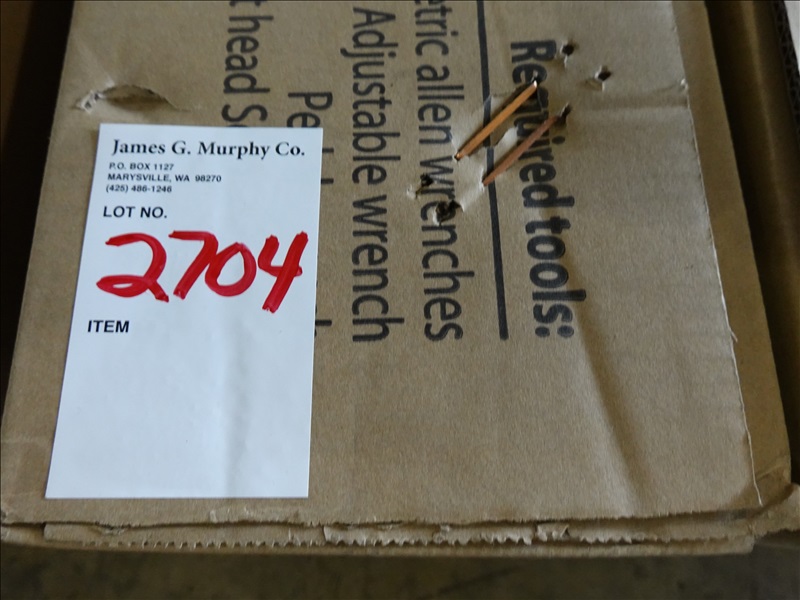 James G. Murphy Co.
P.O. BOX 1127
MARYSVILLE, WA 98270
(425) 486-1246
LOT NO.
2704
ITEM
Required tools:
etric allen wrenches
Adjustable wrench
t head